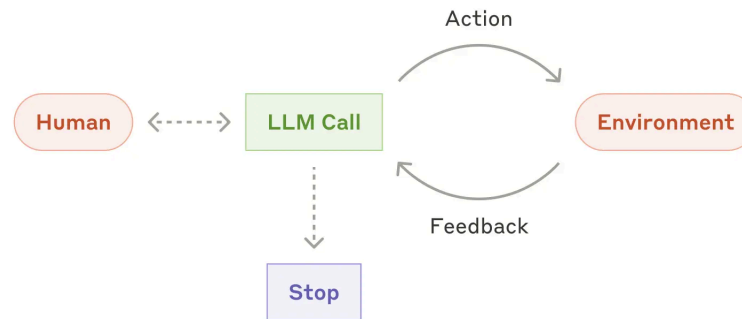 Action
Human
LLM Call
Environment
Feedback
Stop